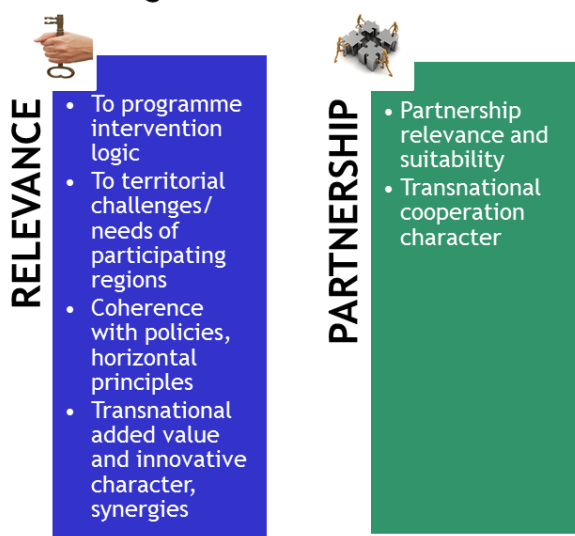 RELEVANCE
• To programme
intervention
logic
• To territorial
challenges/
needs of
participating
regions
• Coherence
with policies,
horizontal
principles
• Transnational
added value
and innovative
character,
synergies
PARTNERSHIP
• Partnership
relevance and
suitability
• Transnational
cooperation
character